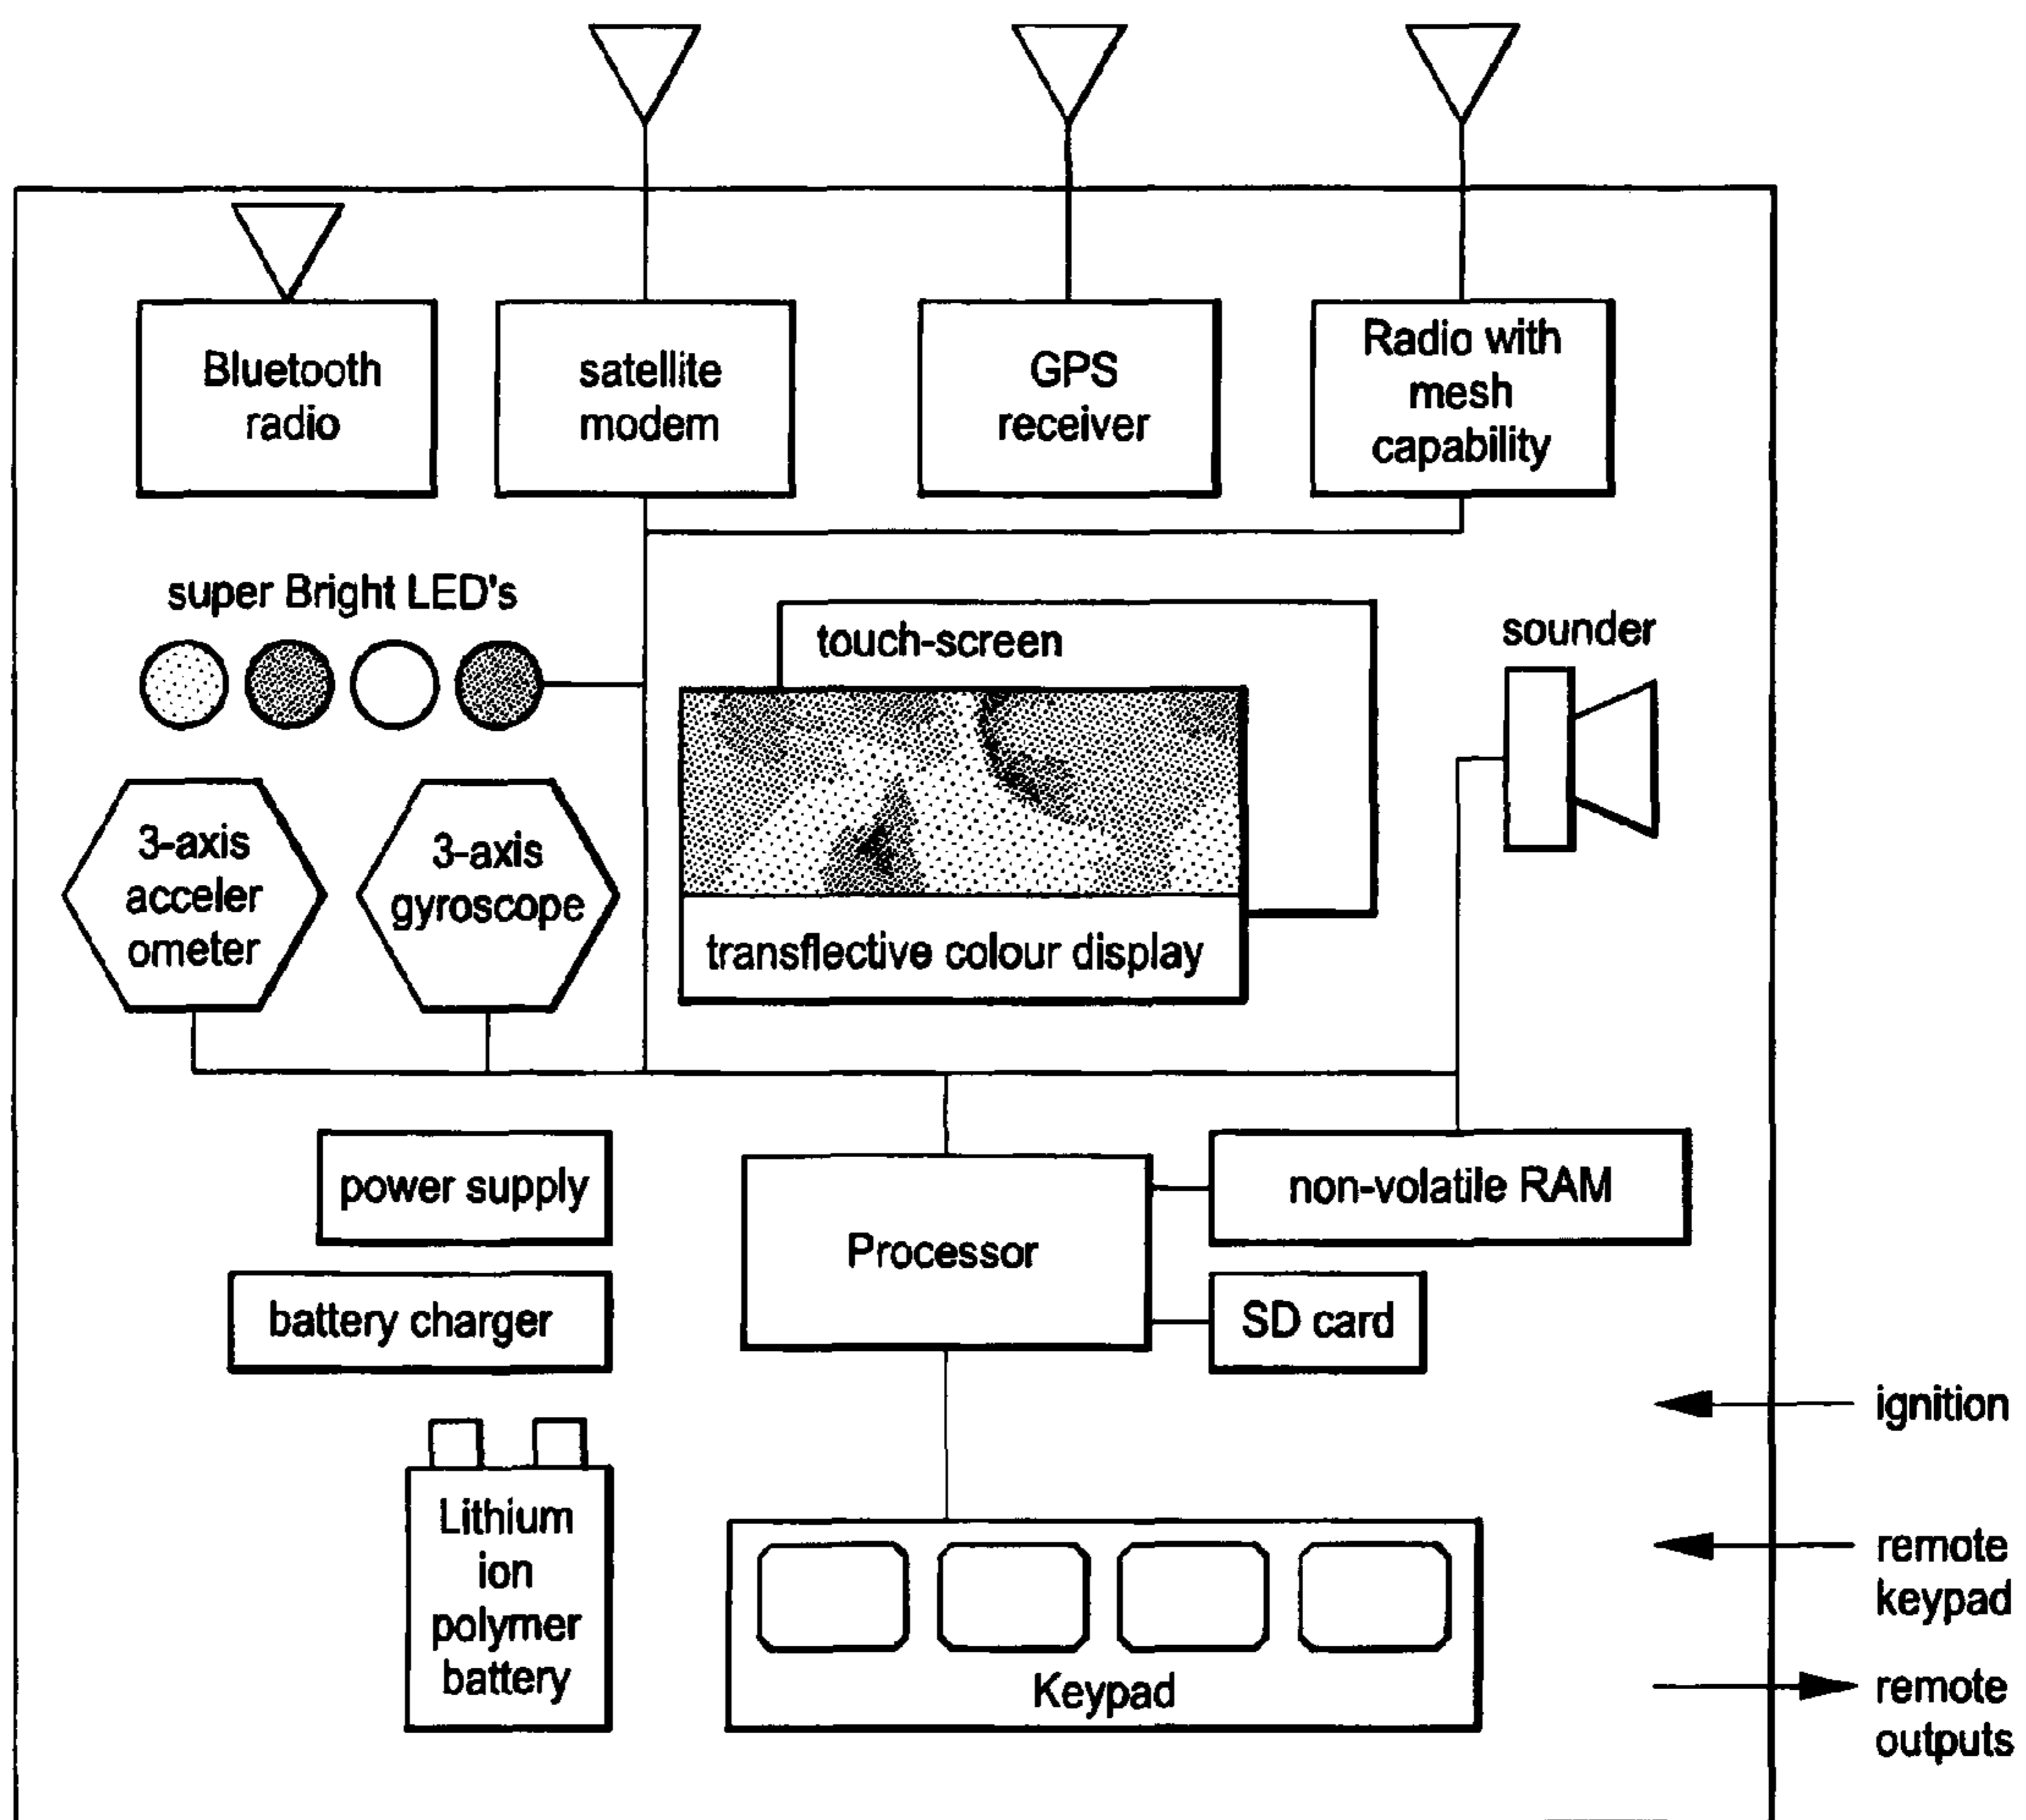 Bluetooth
radio
satellite
modem
GPS
receiver
Radio with
mesh
capability
super Bright LED's
touch-screen
sounder
3-axis
acceler
ometer
3-axis
gyroscope
transflective colour display
power supply
Processor
non-volatile RAM
battery charger
SD card
ignition
Lithium
ion
polymer
battery
Keypad
remote
keypad
remote
outputs